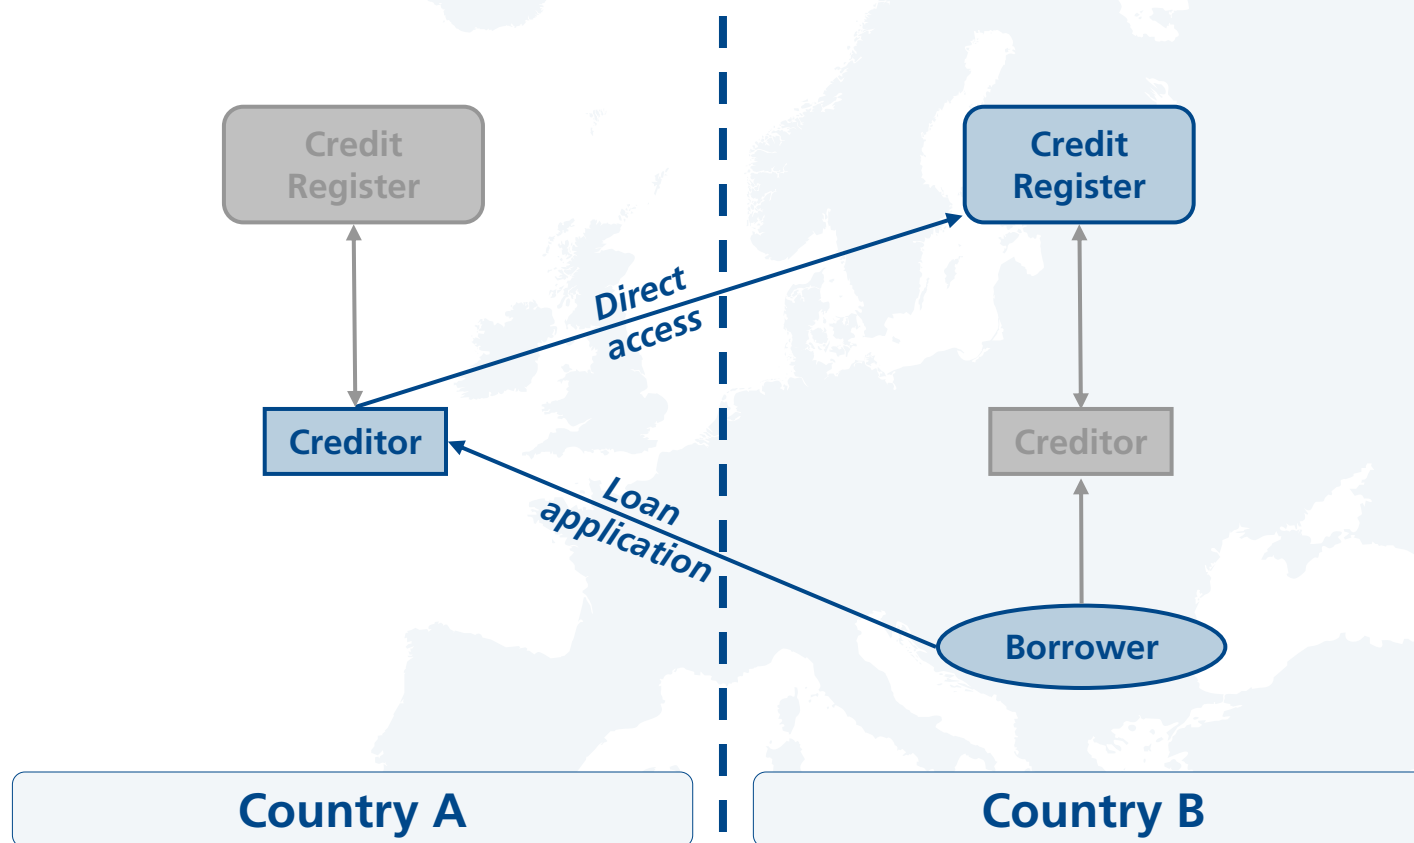 Credit
Register
Credit
Register
Direct
access
Creditor
Creditor
Loan
application
Borrower
Country A
Country B